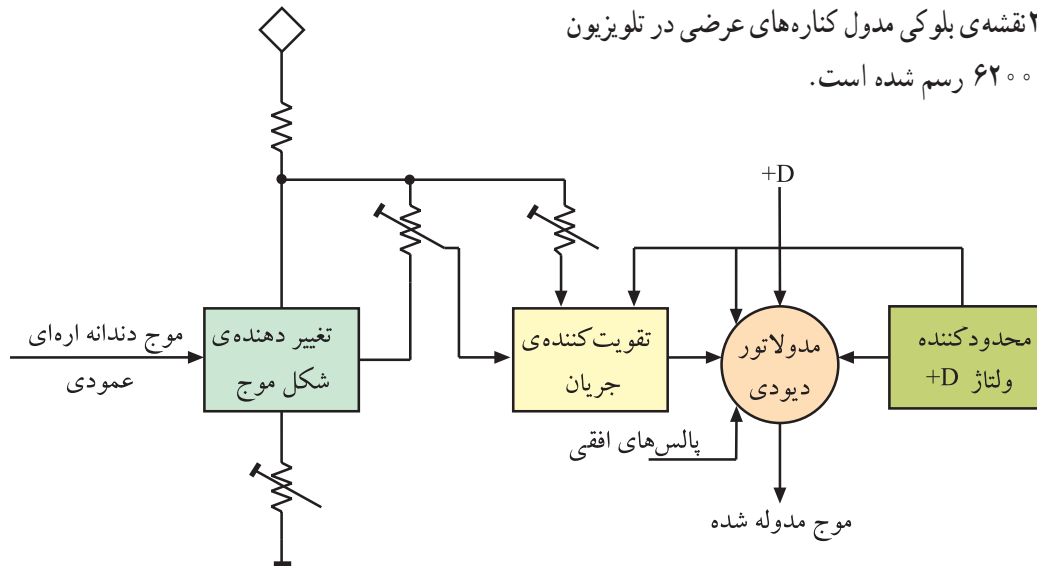 ۲نقشه‌ی بلوکی مدول کناره‌های عرضی در تلویزیون
۶۲۰۰ رسم شده است.
+D
موج دندانه اره‌ای
عمودی
تغییر دهنده‌ی
شکل موج
تقویت‌کننده‌ی
جریان
مدولاتور
دیودی
محدودکننده
ولتاژ +D
پالس‌های افقی
موج مدوله شده